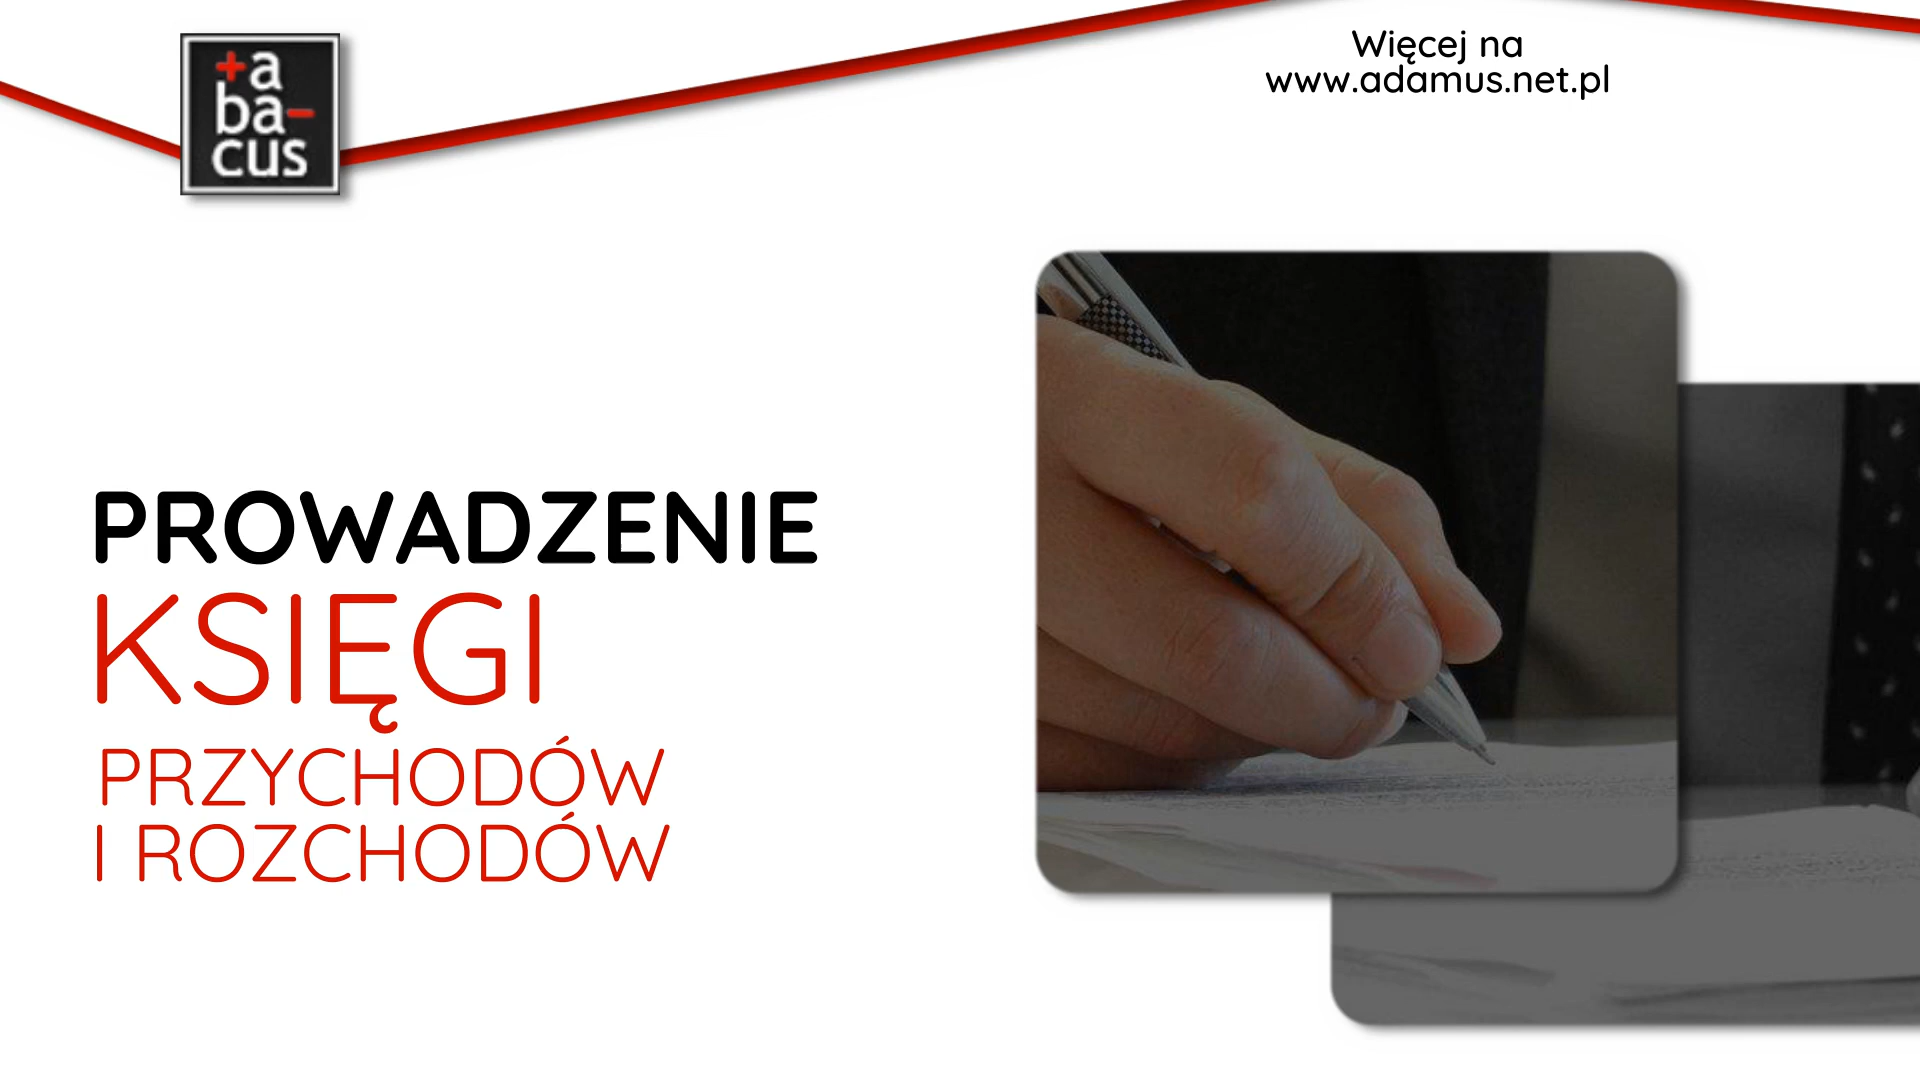 +a
ba-
cus
Więcej na
www.adamus.net.pl
PROWADZENIE
KSIĘGI
PRZYCHODÓW
I ROZCHODÓW